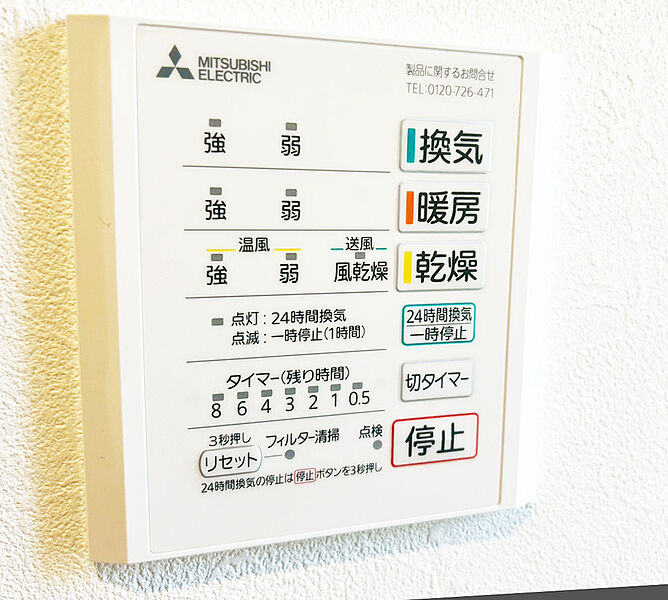 MITSUBISHI
ELECTRIC
製品に関するお問合せ
TEL:0120-726-471
強 弱 換気
強 弱 暖房
温風 送風
強 弱 風乾燥 乾燥
点灯：24時間換気
点滅：一時停止(1時間)
24時間換気
一時停止
タイマー(残り時間)
8 6 4 3 2 1 0.5
切タイマー
3秒押し
リセット フィルター清掃 点検
停止
24時間換気の停止は停止ボタンを3秒押し